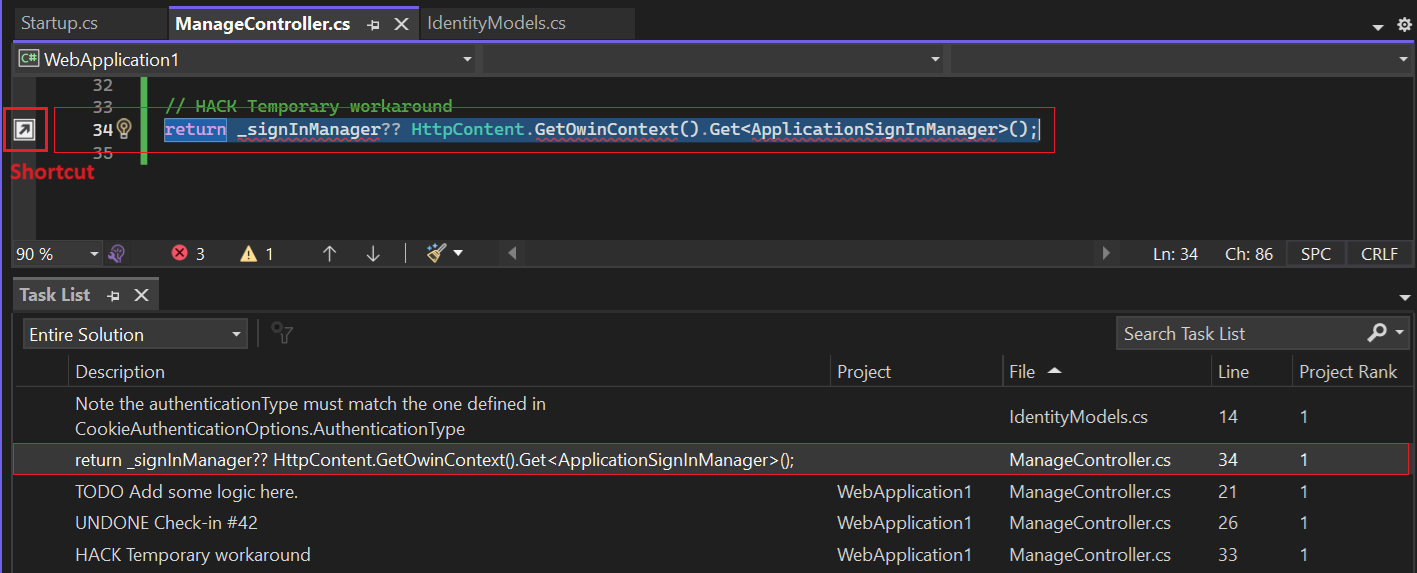 Startup.cs ManageController.cs IdentityModels.cs
C# WebApplication1
32
33 // HACK Temporary workaround
34 return _signInManager?? HttpContent.GetOwinContext().Get<ApplicationSignInManager>();
35
Shortcut
90 % 3 1 Ln: 34 Ch: 86 SPC CRLF
Task List
Entire Solution Search Task List
Description Project File Line Project Rank
Note the authenticationType must match the one defined in
CookieAuthenticationOptions.AuthenticationType IdentityModels.cs 14 1
return _signInManager?? HttpContent.GetOwinContext().Get<ApplicationSignInManager>(); ManageController.cs 34 1
TODO Add some logic here. WebApplication1 ManageController.cs 21 1
UNDONE Check-in #42 WebApplication1 ManageController.cs 26 1
HACK Temporary workaround WebApplication1 ManageController.cs 33 1